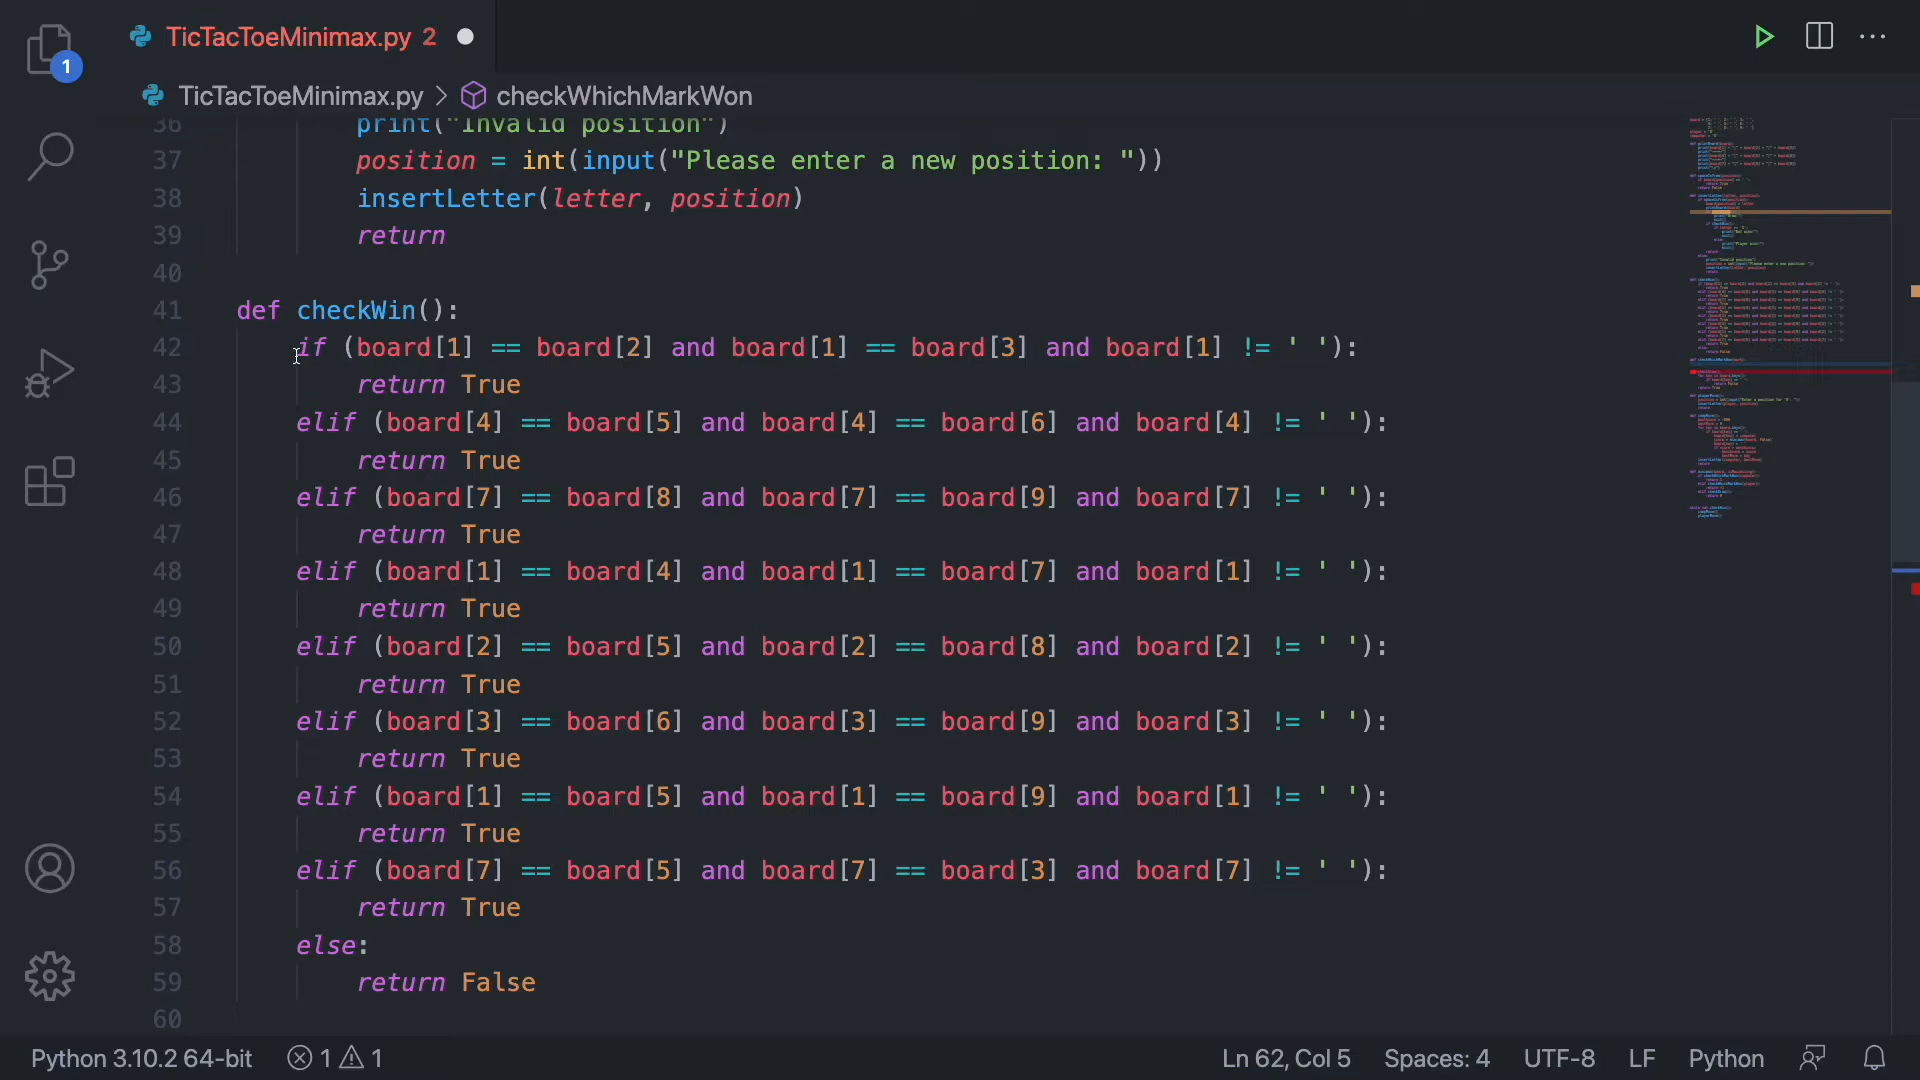 TicTacToeMinimax.py 2
1
TicTacToeMinimax.py > checkWhichMarkWon
36 print("Invalid position")
37 position = int(input("Please enter a new position: "))
38 insertLetter(letter, position)
39 return
40
41 def checkWin():
42 if (board[1] == board[2] and board[1] == board[3] and board[1] != ' '):
43 return True
44 elif (board[4] == board[5] and board[4] == board[6] and board[4] != ' '):
45 return True
46 elif (board[7] == board[8] and board[7] == board[9] and board[7] != ' '):
47 return True
48 elif (board[1] == board[4] and board[1] == board[7] and board[1] != ' '):
49 return True
50 elif (board[2] == board[5] and board[2] == board[8] and board[2] != ' '):
51 return True
52 elif (board[3] == board[6] and board[3] == board[9] and board[3] != ' '):
53 return True
54 elif (board[1] == board[5] and board[1] == board[9] and board[1] != ' '):
55 return True
56 elif (board[7] == board[5] and board[7] == board[3] and board[7] != ' '):
57 return True
58 else:
59 return False
60
Python 3.10.2 64-bit 1 1 Ln 62, Col 5 Spaces: 4 UTF-8 LF Python